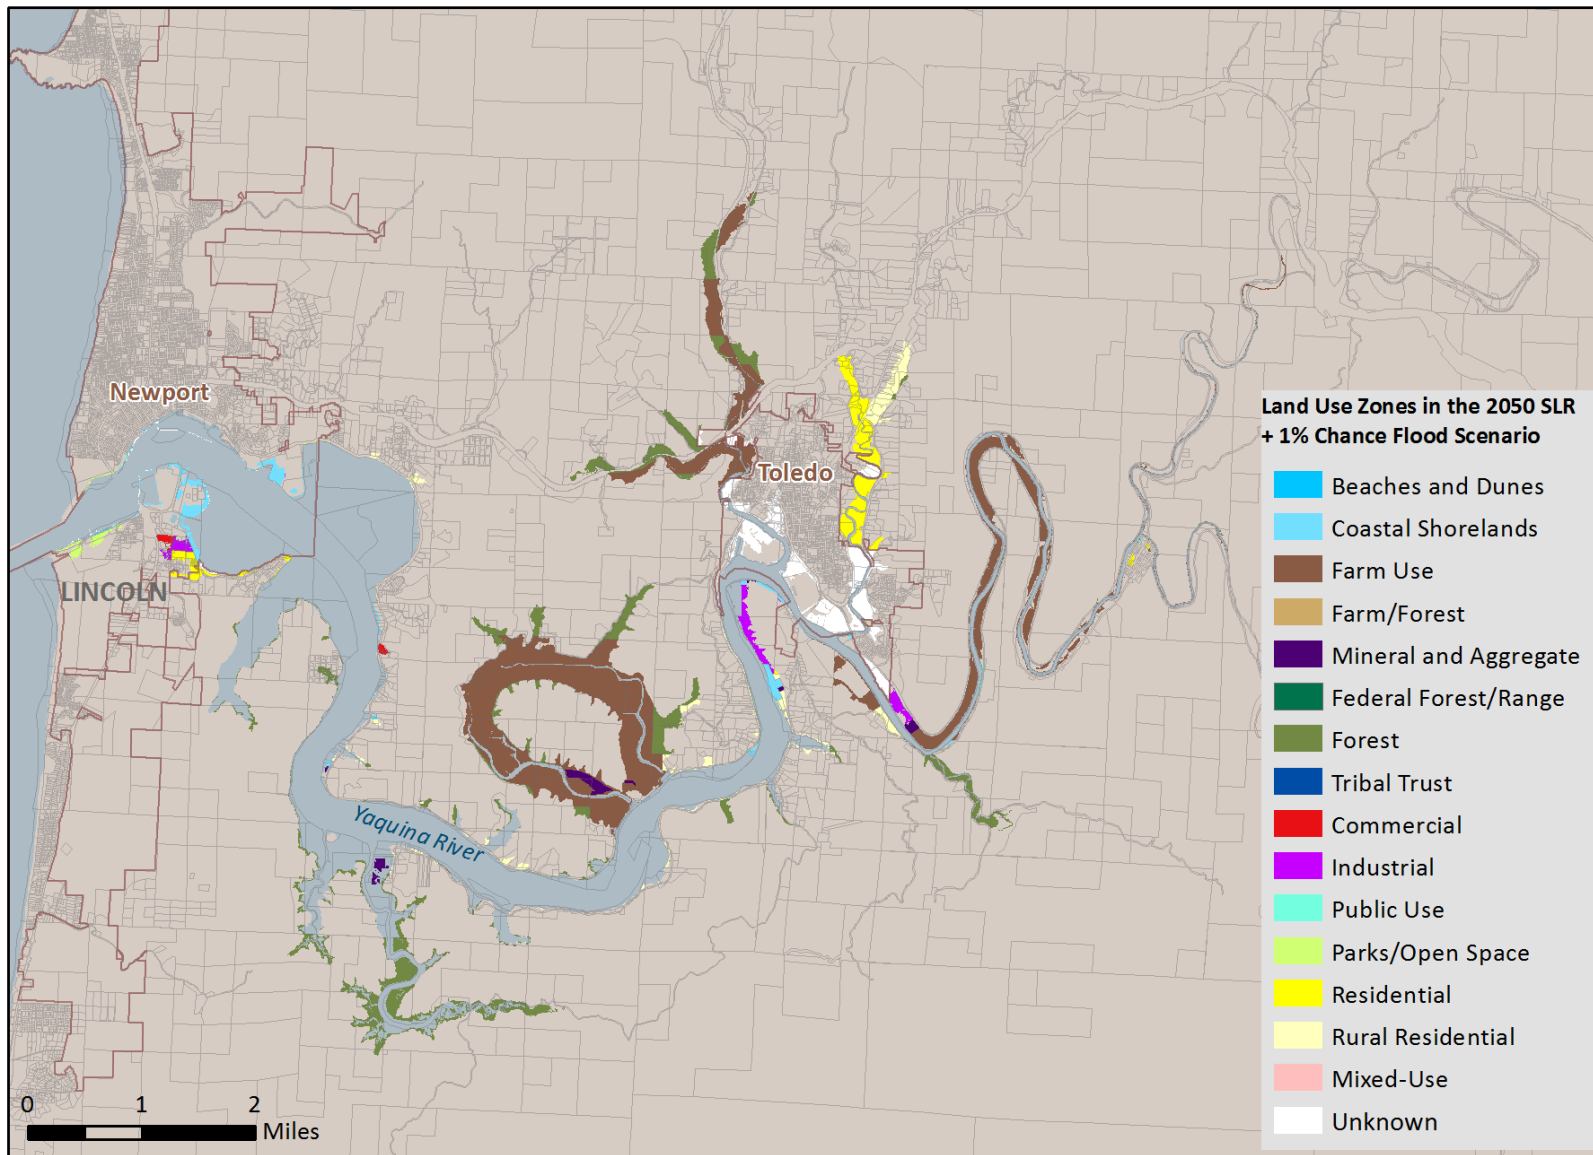 Newport
Toledo
LINCOLN
Yaquina River
0 1 2
Miles
Land Use Zones in the 2050 SLR
+ 1% Chance Flood Scenario
Beaches and Dunes
Coastal Shorelands
Farm Use
Farm/Forest
Mineral and Aggregate
Federal Forest/Range
Forest
Tribal Trust
Commercial
Industrial
Public Use
Parks/Open Space
Residential
Rural Residential
Mixed-Use
Unknown